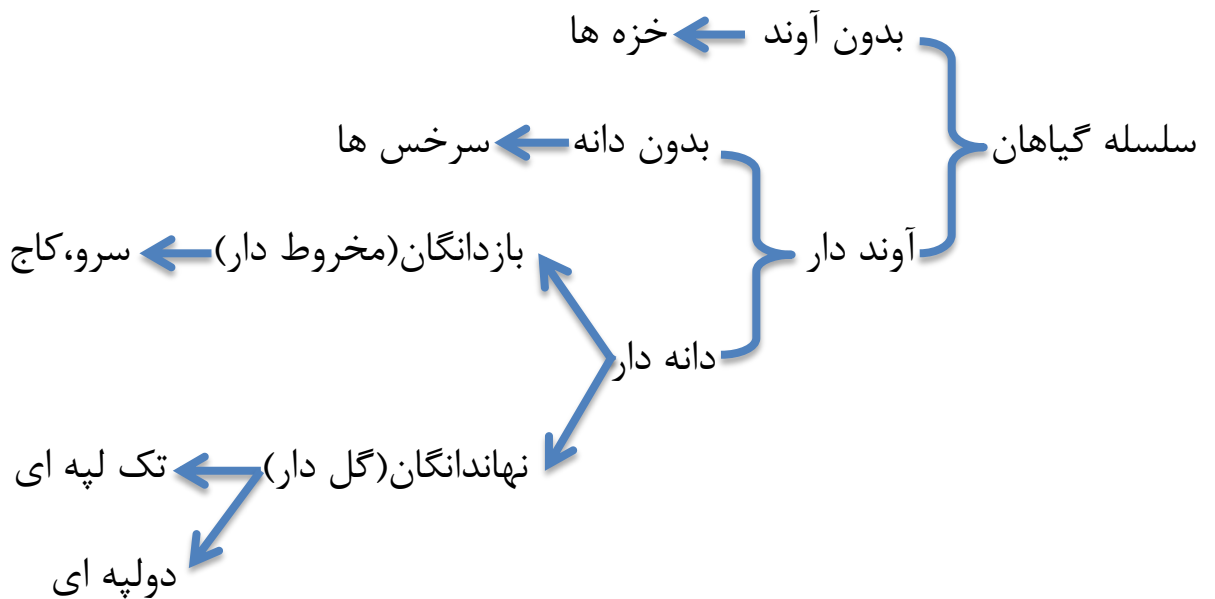 بدون آوند خزه ها
سلسله گیاهان
بدون دانه سرخس ها
آوند دار
بازدانگان(مخروط دار) سرو،کاج
دانه دار
نهاندانگان(گل دار) تک لپه ای
دولپه ای